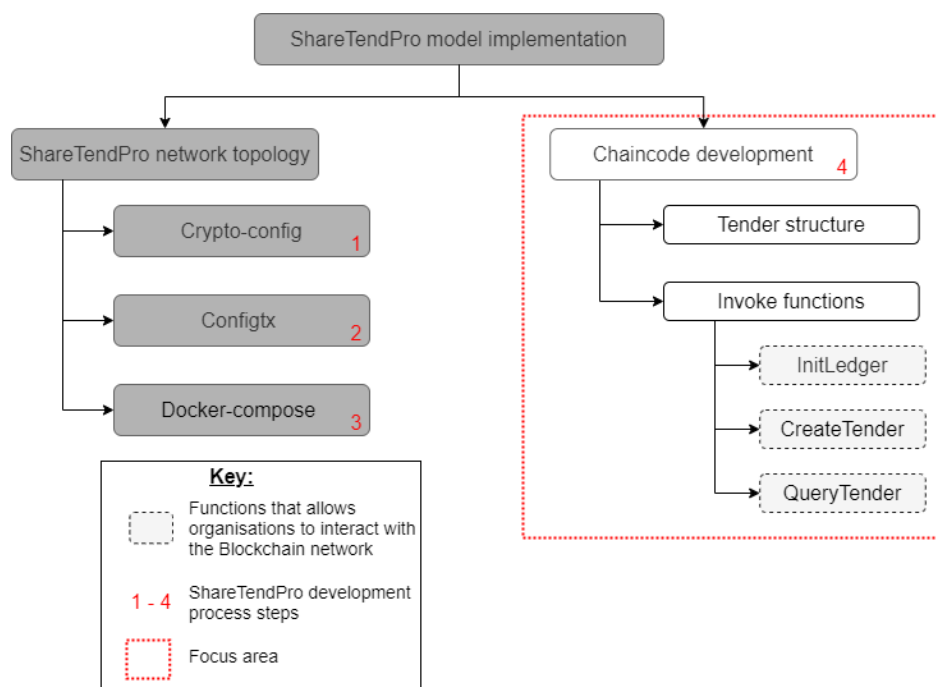 ShareTendPro model implementation
ShareTendPro network topology
Crypto-config
1
Configtx
2
Docker-compose
3
Chaincode development
4
Tender structure
Invoke functions
InitLedger
CreateTender
QueryTender
Key:
Functions that allows
organisations to interact with
the Blockchain network
1 - 4
ShareTendPro development
process steps
Focus area